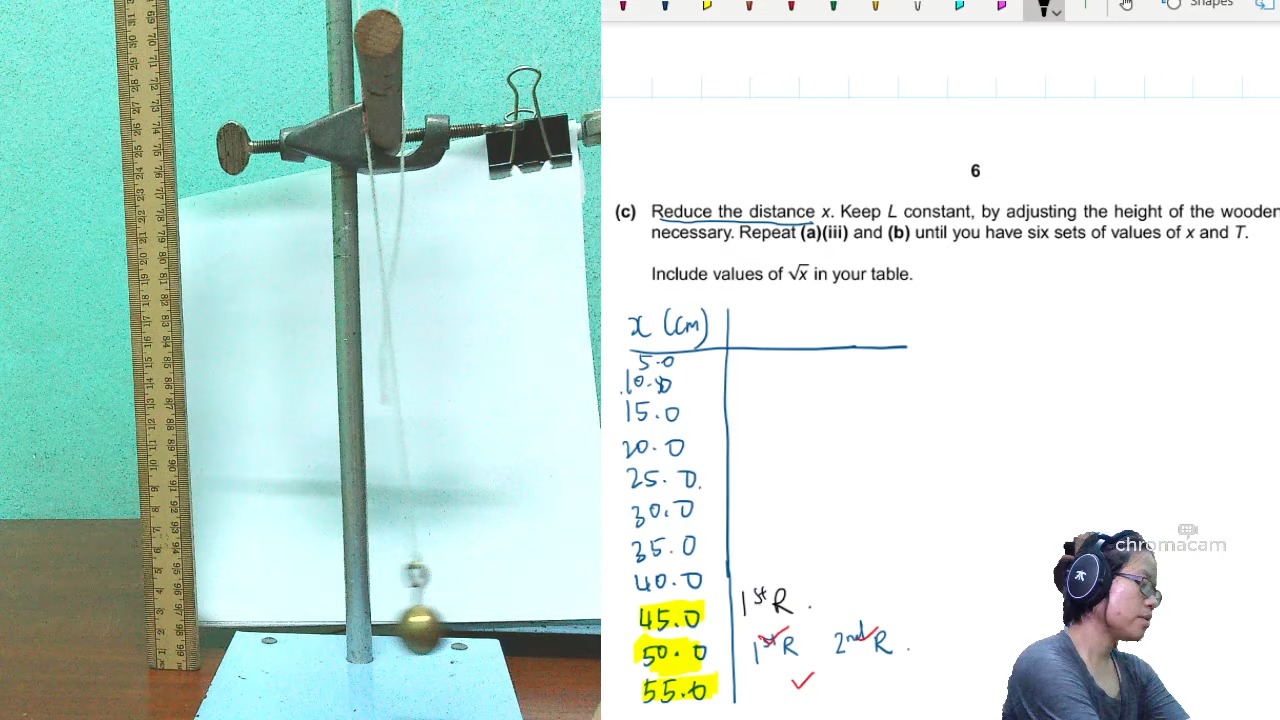 Shapes
6
(c) Reduce the distance x. Keep L constant, by adjusting the height of the wooden
necessary. Repeat (a)(iii) and (b) until you have six sets of values of x and T.
Include values of √x in your table.
x (cm)
5.0
10.0
15.0
20.0
25.0
30.0
35.0
40.0
45.0 1st R.
50.0 1st R 2nd R.
55.0
chromacam